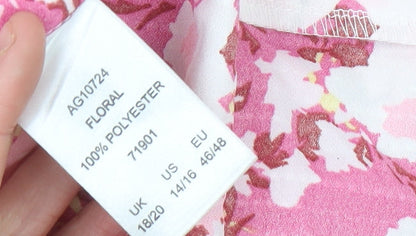 AG10724
FLORAL
100% POLYESTER
71901
UK US EU
18/20 14/16 46/48